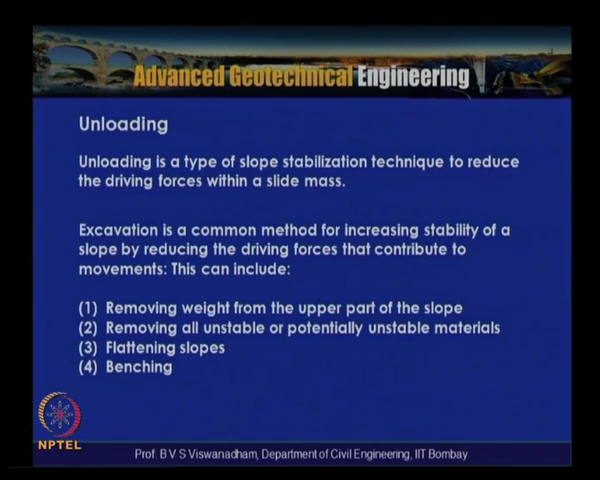 Advanced Geotechnical Engineering
Unloading
Unloading is a type of slope stabilization technique to reduce
the driving forces within a slide mass.
Excavation is a common method for increasing stability of a
slope by reducing the driving forces that contribute to
movements: This can include:
(1) Removing weight from the upper part of the slope
(2) Removing all unstable or potentially unstable materials
(3) Flattening slopes
(4) Benching
NPTEL
Prof. B V S Viswanadham, Department of Civil Engineering, IIT Bombay